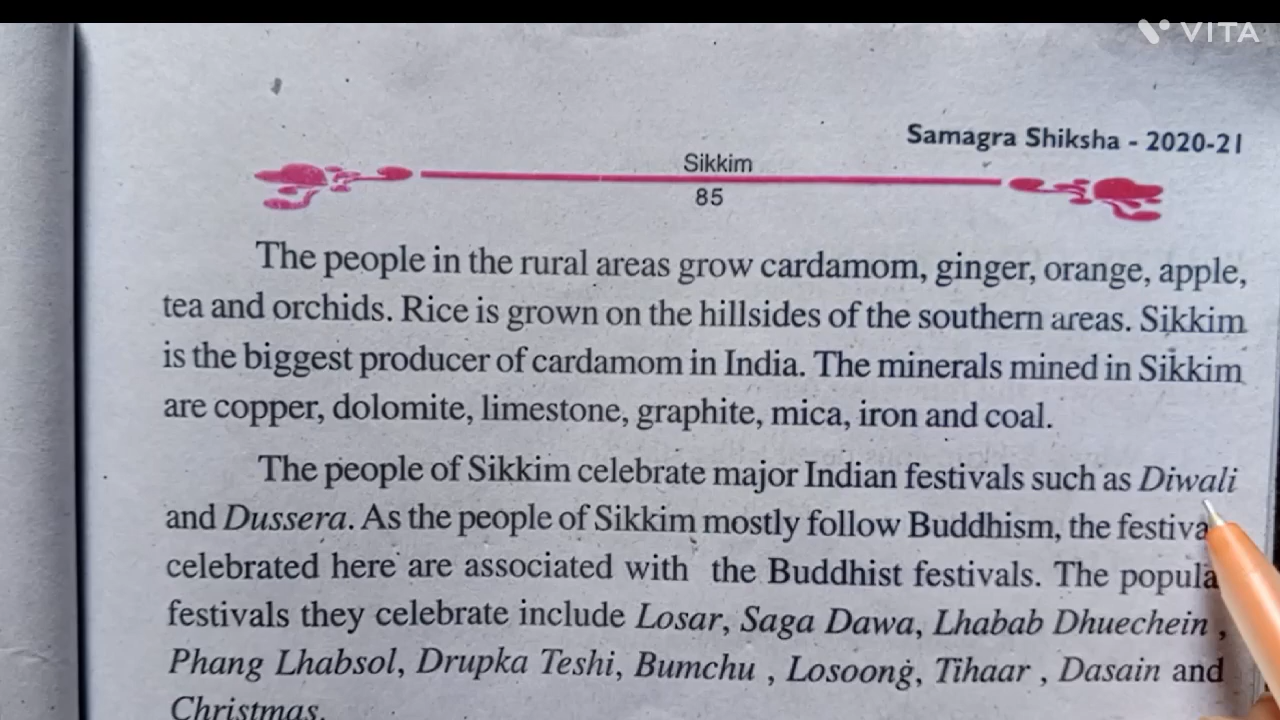 VITA
Samagra Shiksha - 2020-21
Sikkim
85
The people in the rural areas grow cardamom, ginger, orange, apple,
tea and orchids. Rice is grown on the hillsides of the southern areas. Sikkim
is the biggest producer of cardamom in India. The minerals mined in Sikkim
are copper, dolomite, limestone, graphite, mica, iron and coal.
The people of Sikkim celebrate major Indian festivals such as Diwali
and Dussera. As the people of Sikkim mostly follow Buddhism, the festiva
celebrated here are associated with the Buddhist festivals. The popula
festivals they celebrate include Losar, Saga Dawa, Lhabab Dhuechein ,
Phang Lhabsol, Drupka Teshi, Bumchu , Losoong, Tihaar , Dasain and
Christmas.